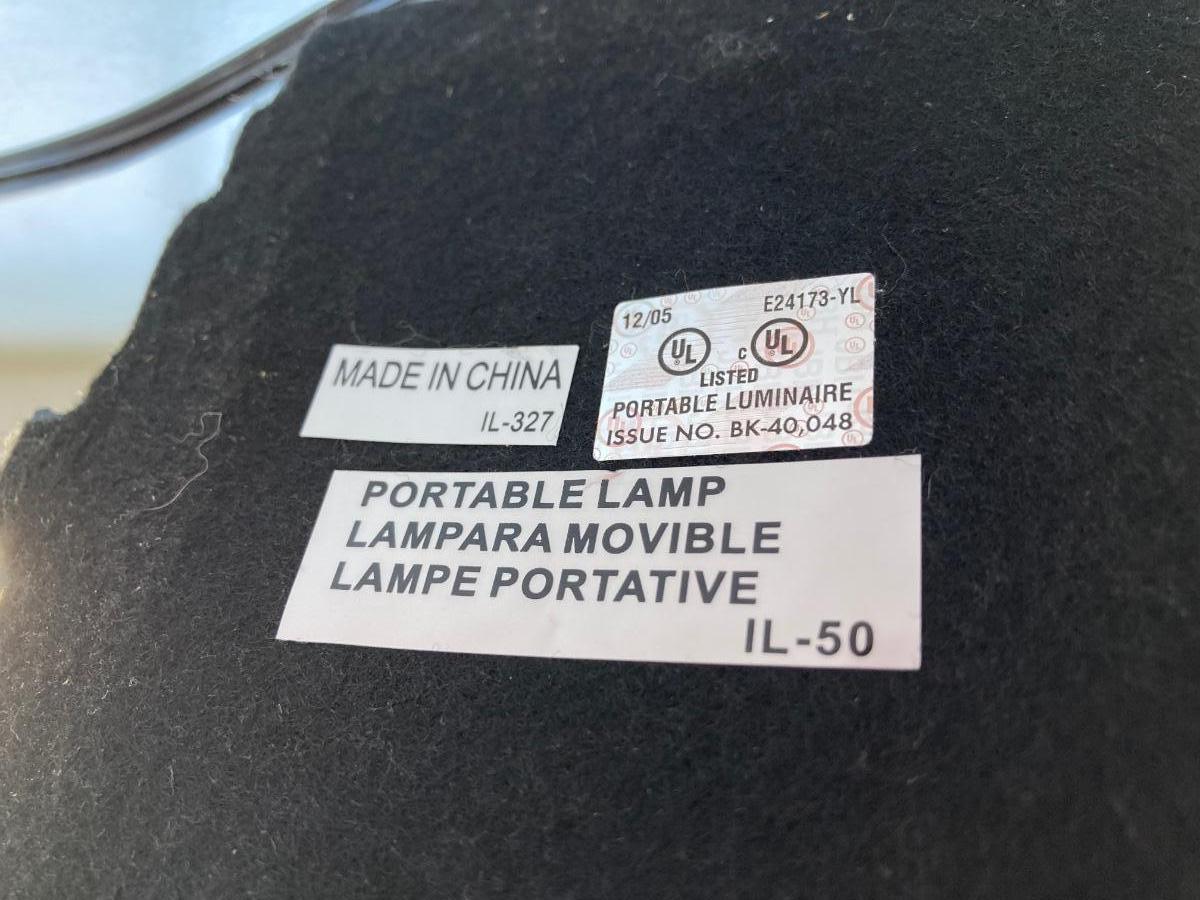 12/05 E24173-YL
UL C UL
LISTED
PORTABLE LUMINAIRE
ISSUE NO. BK-40,048
MADE IN CHINA
IL-327
PORTABLE LAMP
LAMPARA MOVIBLE
LAMPE PORTATIVE
IL-50